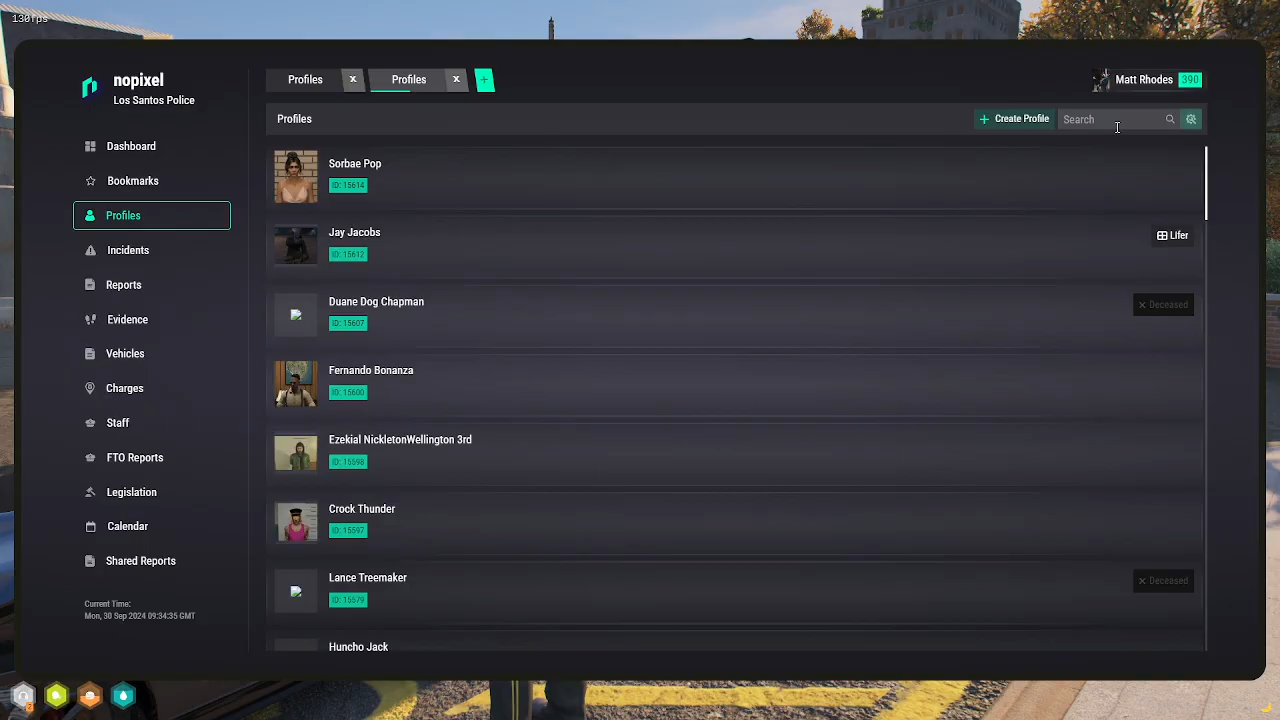 130fps
nopixel
Los Santos Police
Dashboard
Bookmarks
Profiles
Incidents
Reports
Evidence
Vehicles
Charges
Staff
FTO Reports
Legislation
Calendar
Shared Reports
Current Time:
Mon, 30 Sep 2024 09:34:35 GMT
Profiles x Profiles x +
Matt Rhodes 390
Profiles
+ Create Profile
Search
Sorbae Pop
ID: 15614
Jay Jacobs
ID: 15612
Lifer
Duane Dog Chapman
ID: 15607
x Deceased
Fernando Bonanza
ID: 15600
Ezekial NickletonWellington 3rd
ID: 15598
Crock Thunder
ID: 15597
Lance Treemaker
ID: 15579
x Deceased
Huncho Jack
2